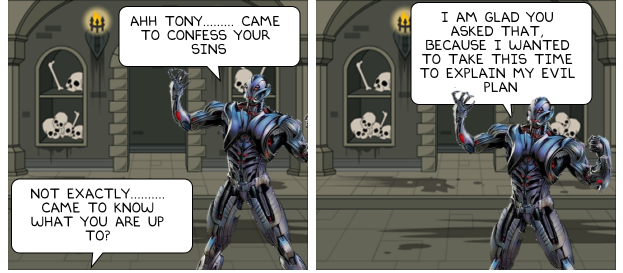 AHH TONY......... CAME
TO CONFESS YOUR
SINS
NOT EXACTLY..........
CAME TO KNOW
WHAT YOU ARE UP
TO?
I AM GLAD YOU
ASKED THAT,
BECAUSE I WANTED
TO TAKE THIS TIME
TO EXPLAIN MY EVIL
PLAN